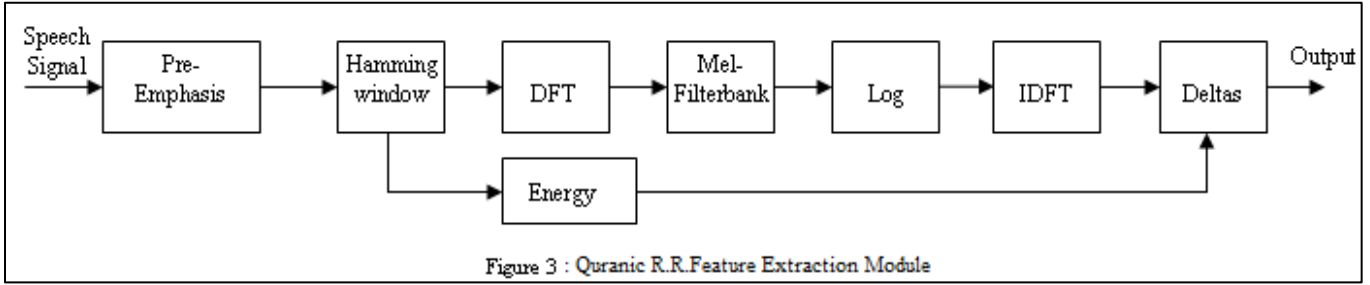 Speech
Signal
Pre-
Emphasis
Hamming
window
DFT
Mel-
Filterbank
Log
IDFT
Deltas
Output
Energy
Figure 3 : Quranic R.R.Feature Extraction Module